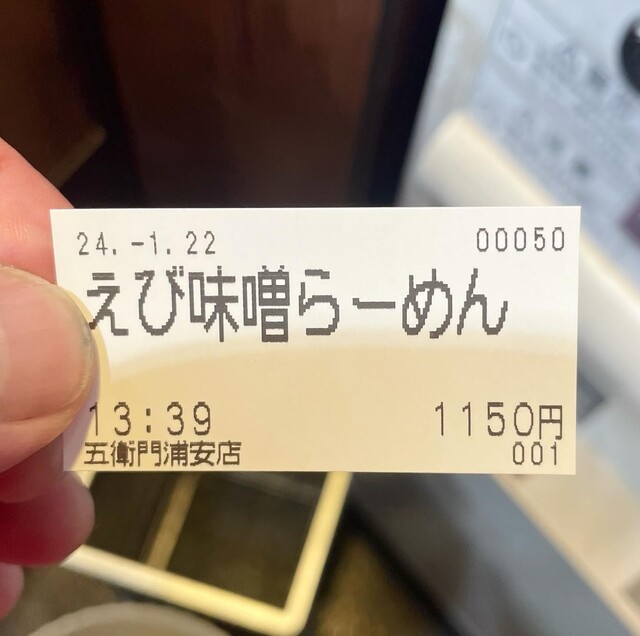 24.-1.22 00050
えび味噌らーめん
13:39 1150円
五衛門浦安店 001